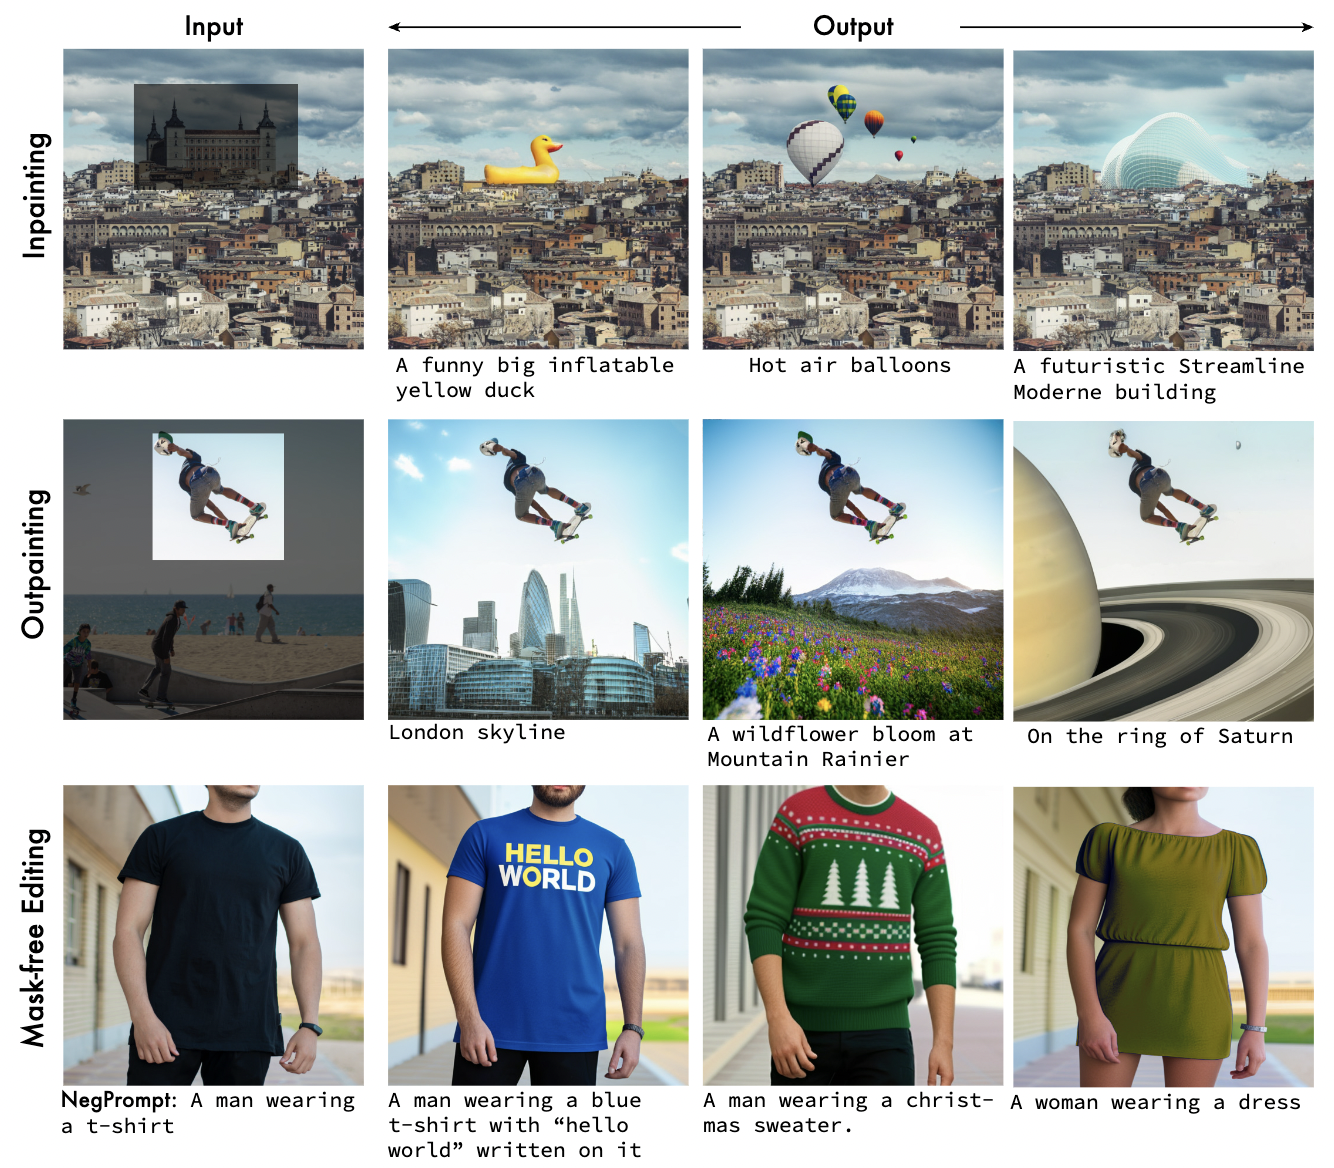 Input
Output
Inpainting
A funny big inflatable
yellow duck
Hot air balloons
A futuristic Streamline
Moderne building
Outpainting
London skyline
A wildflower bloom at
Mountain Rainier
On the ring of Saturn
Mask-free Editing
HELLO
WORLD
NegPrompt: A man wearing
a t-shirt
A man wearing a blue
t-shirt with “hello
world” written on it
A man wearing a christ-
mas sweater.
A woman wearing a dress